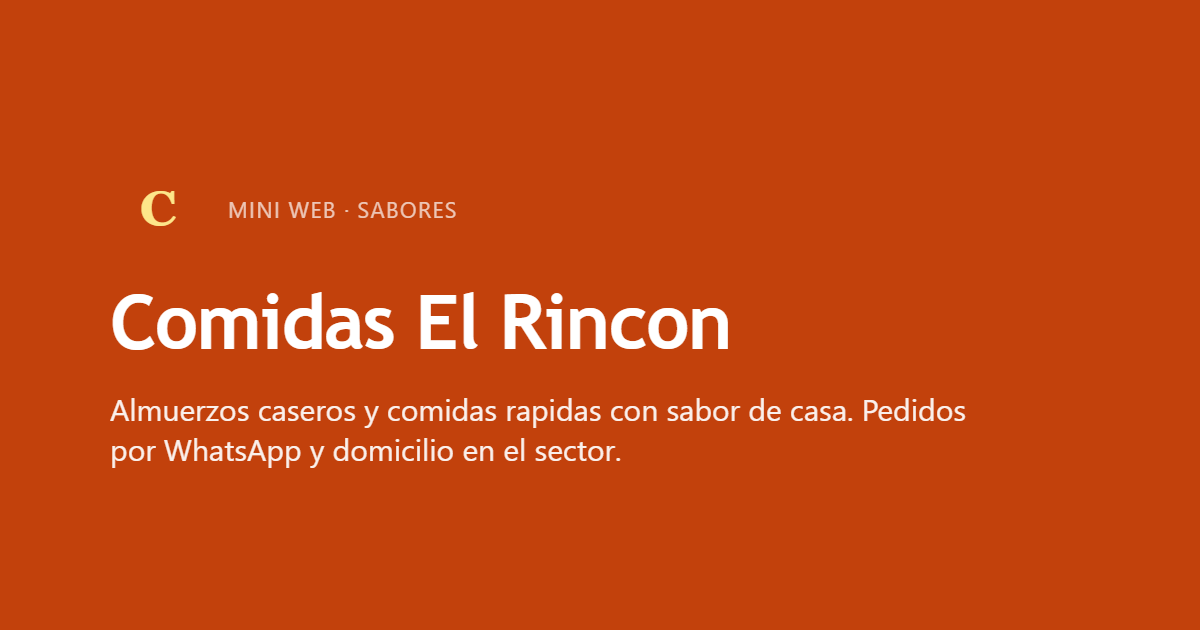 C
MINI WEB · SABORES
Comidas El Rincon
Almuerzos caseros y comidas rapidas con sabor de casa. Pedidos
por WhatsApp y domicilio en el sector.